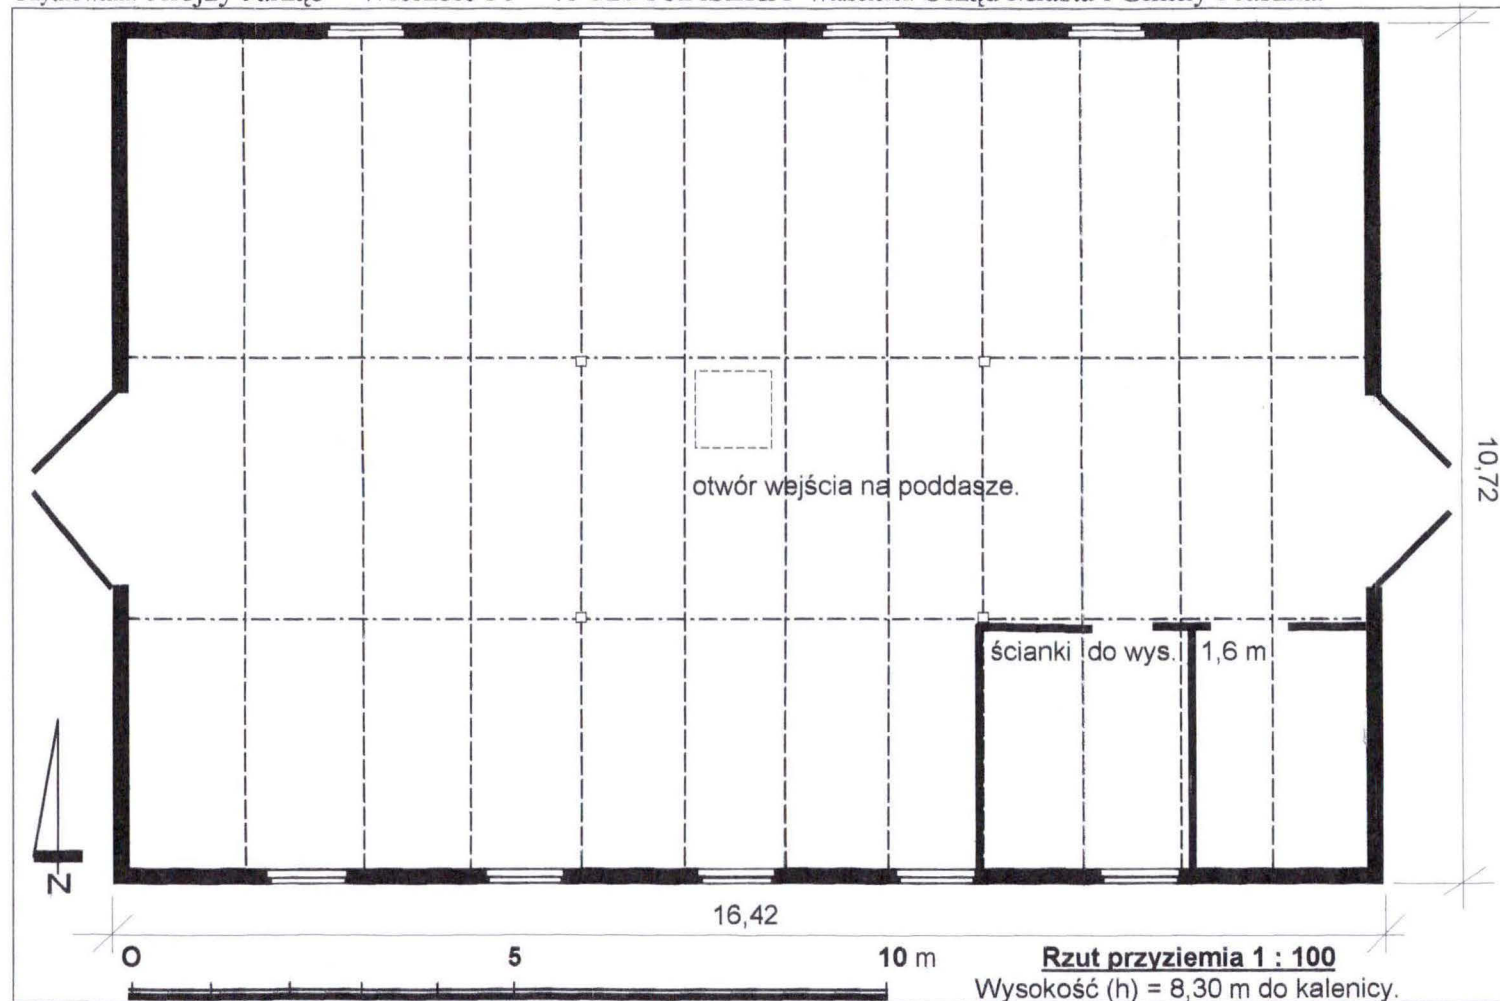 otwór wejścia na poddasze.
10,72
ścianki do wys. 1,6 m
N
16,42
0 5 10 m
Rzut przyziemia 1 : 100
Wysokość (h) = 8,30 m do kalenicy.